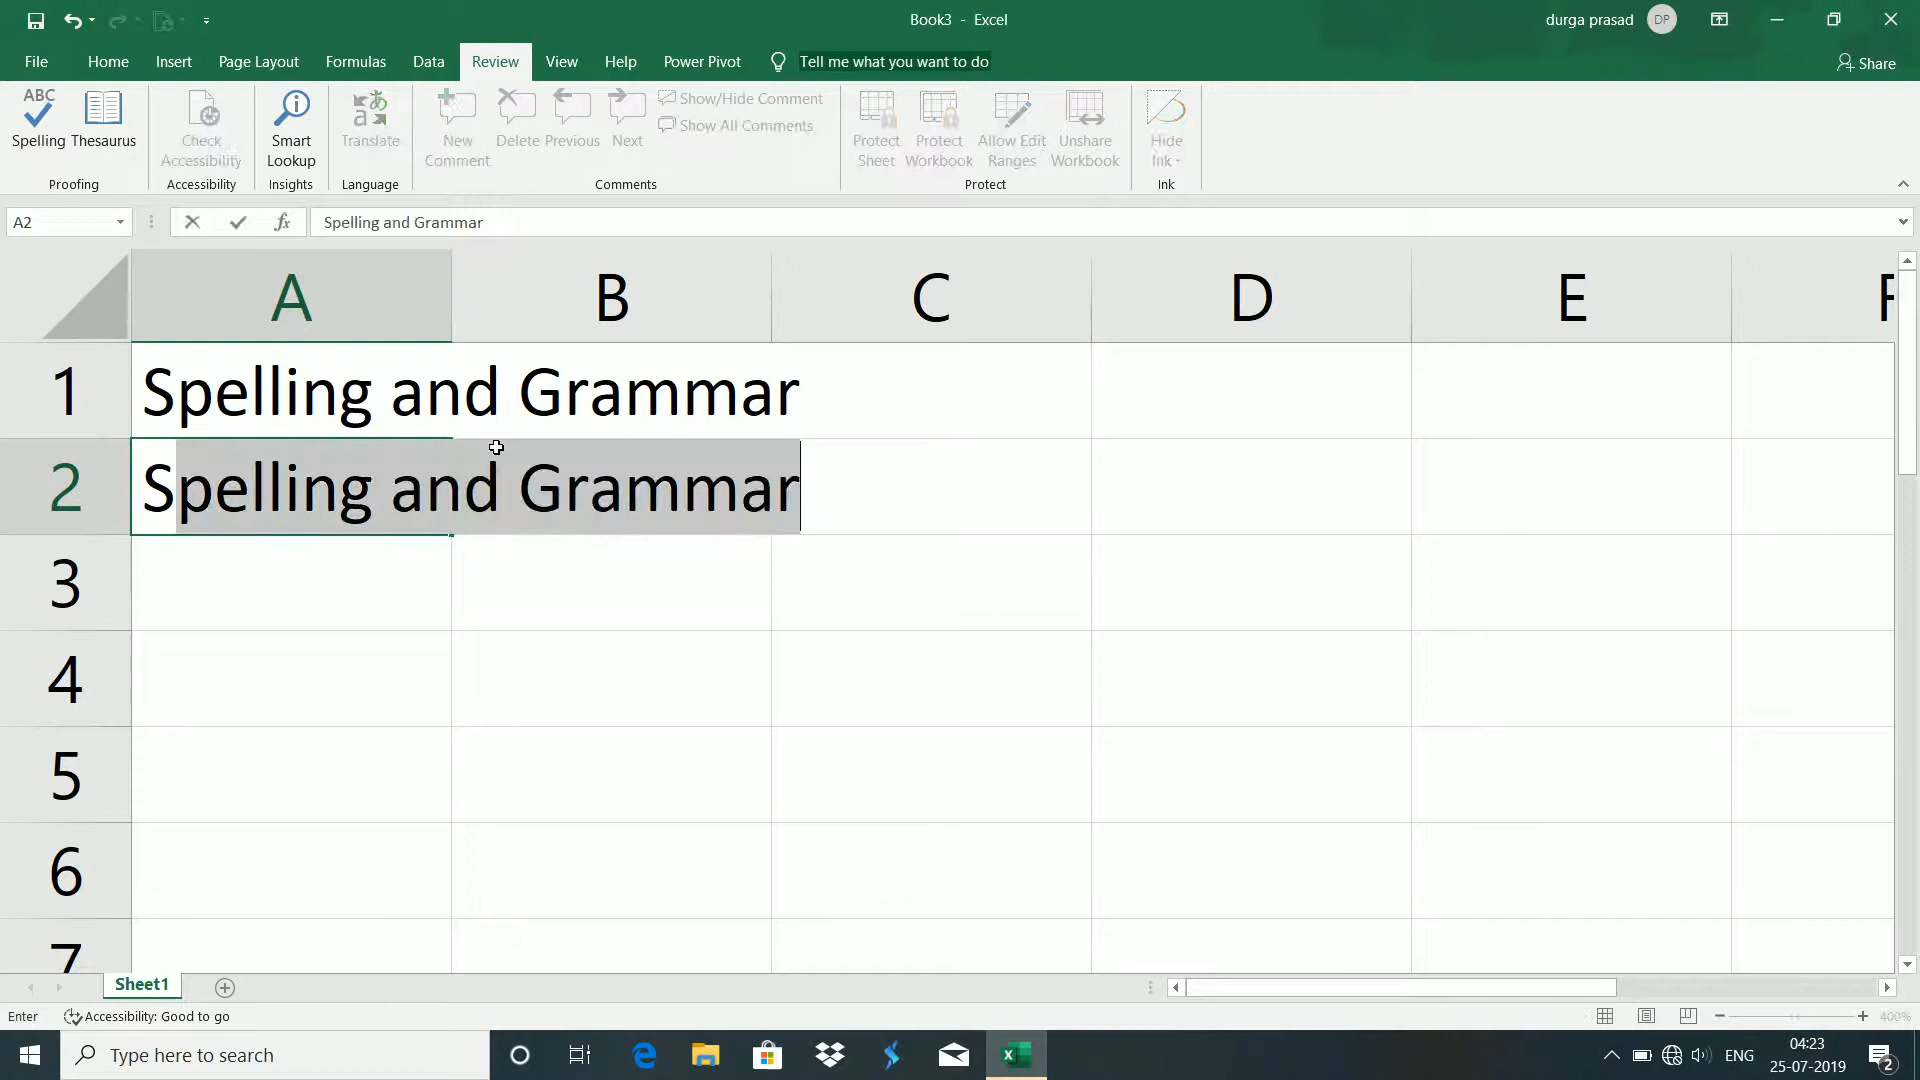 Book3 - Excel
durga prasad DP
File Home Insert Page Layout Formulas Data Review View Help Power Pivot Tell me what you want to do Share
ABC
Spelling Thesaurus Check Accessibility Smart Lookup Translate New Comment Delete Previous Next Show/Hide Comment Show All Comments Protect Sheet Protect Workbook Allow Edit Ranges Unshare Workbook Hide Ink
Proofing Accessibility Insights Language Comments Protect Ink
A2 fx Spelling and Grammar
A B C D E F
1 Spelling and Grammar
2 Spelling and Grammar
3
4
5
6
7
Sheet1
Enter Accessibility: Good to go 400%
Type here to search ENG 04:23
25-07-2019 2